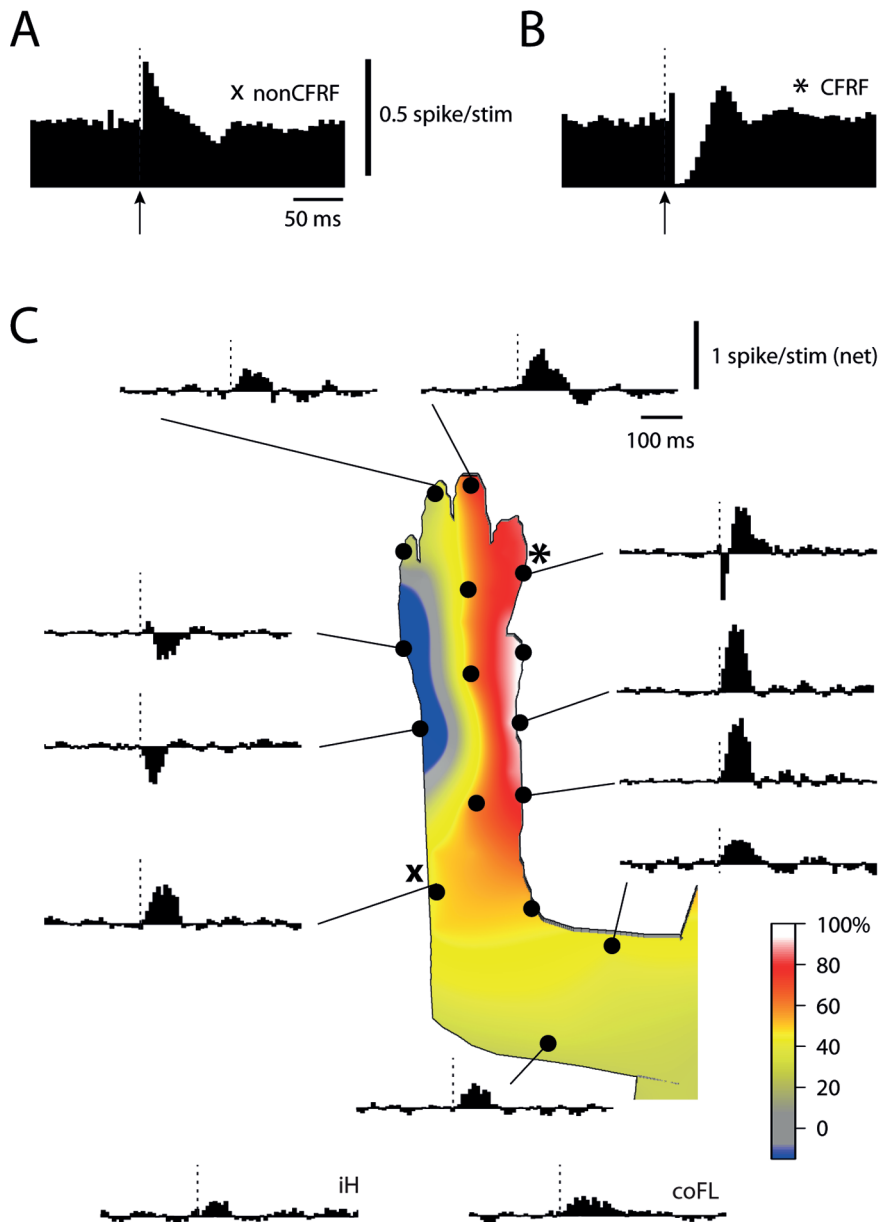 A
B
x nonCFRF
* CFRF
0.5 spike/stim
50 ms
C
1 spike/stim (net)
100 ms
*
x
100%
80
60
40
20
0
iH
coFL